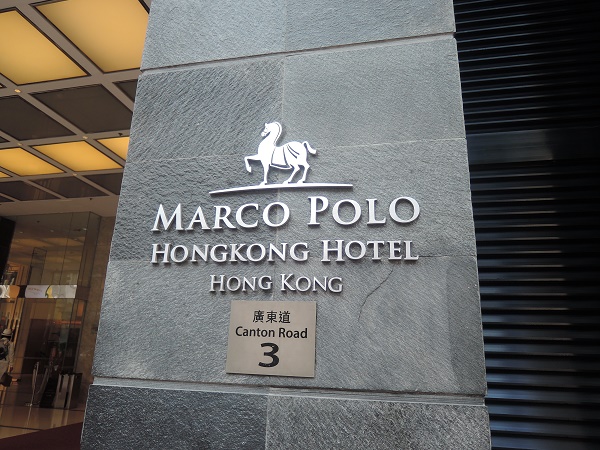 MARCO POLO
HONGKONG HOTEL
HONG KONG
廣東道
Canton Road
3